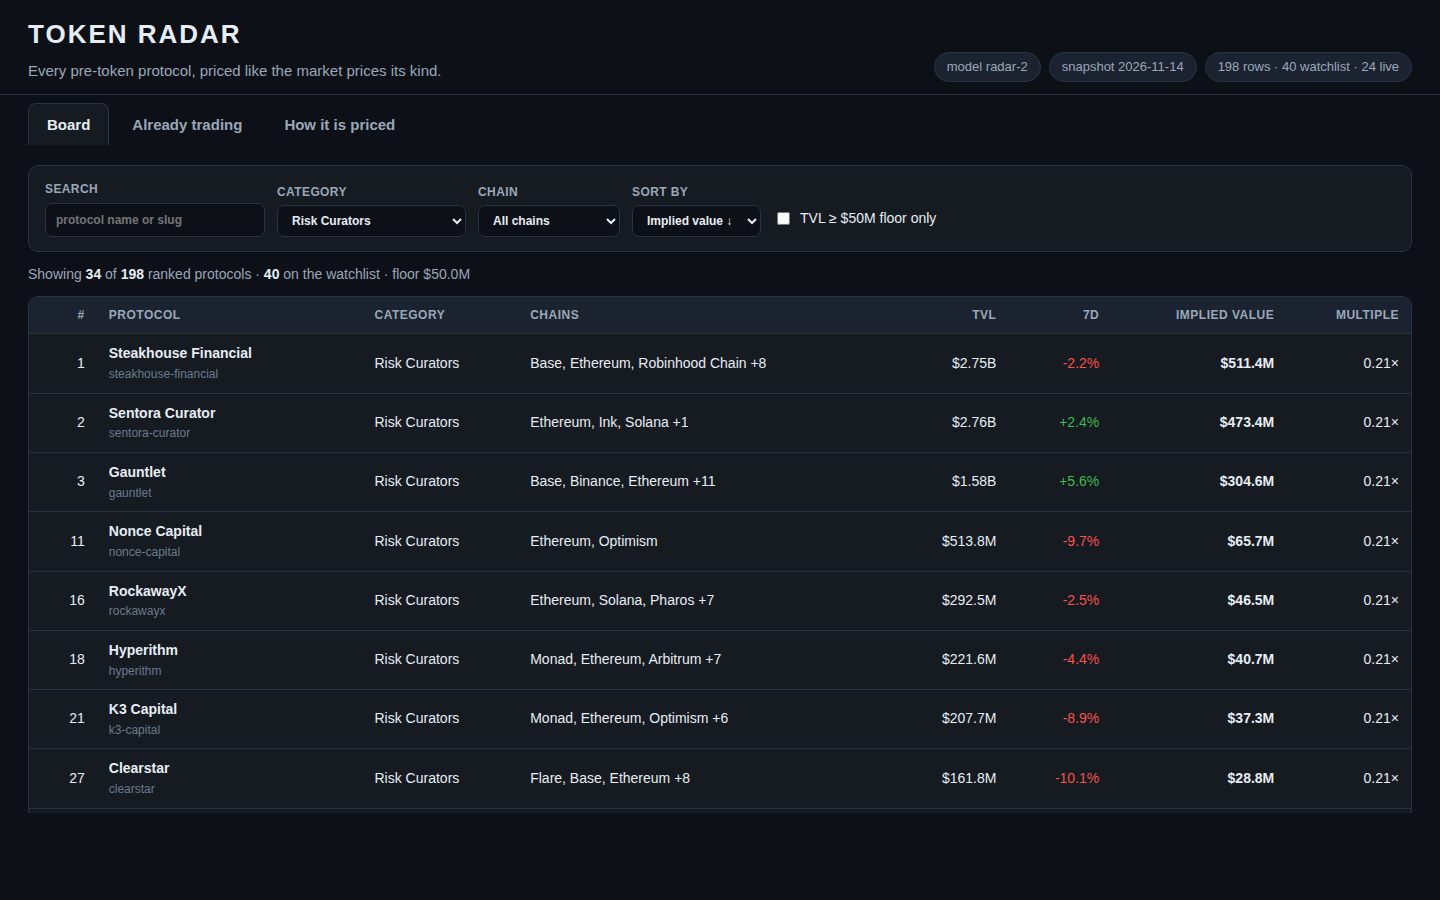 TOKEN RADAR
Every pre-token protocol, priced like the market prices its kind.
model radar-2 snapshot 2026-11-14 198 rows · 40 watchlist · 24 live
Board Already trading How it is priced
SEARCH CATEGORY CHAIN SORT BY
protocol name or slug Risk Curators All chains Implied value ↓ TVL ≥ $50M floor only
Showing 34 of 198 ranked protocols · 40 on the watchlist · floor $50.0M
# PROTOCOL CATEGORY CHAINS TVL 7D IMPLIED VALUE MULTIPLE
1 Steakhouse Financial Risk Curators Base, Ethereum, Robinhood Chain +8 $2.75B -2.2% $511.4M 0.21×
steakhouse-financial
2 Sentora Curator Risk Curators Ethereum, Ink, Solana +1 $2.76B +2.4% $473.4M 0.21×
sentora-curator
3 Gauntlet Risk Curators Base, Binance, Ethereum +11 $1.58B +5.6% $304.6M 0.21×
gauntlet
11 Nonce Capital Risk Curators Ethereum, Optimism $513.8M -9.7% $65.7M 0.21×
nonce-capital
16 RockawayX Risk Curators Ethereum, Solana, Pharos +7 $292.5M -2.5% $46.5M 0.21×
rockawayx
18 Hyperithm Risk Curators Monad, Ethereum, Arbitrum +7 $221.6M -4.4% $40.7M 0.21×
hyperithm
21 K3 Capital Risk Curators Monad, Ethereum, Optimism +6 $207.7M -8.9% $37.3M 0.21×
k3-capital
27 Clearstar Risk Curators Flare, Base, Ethereum +8 $161.8M -10.1% $28.8M 0.21×
clearstar